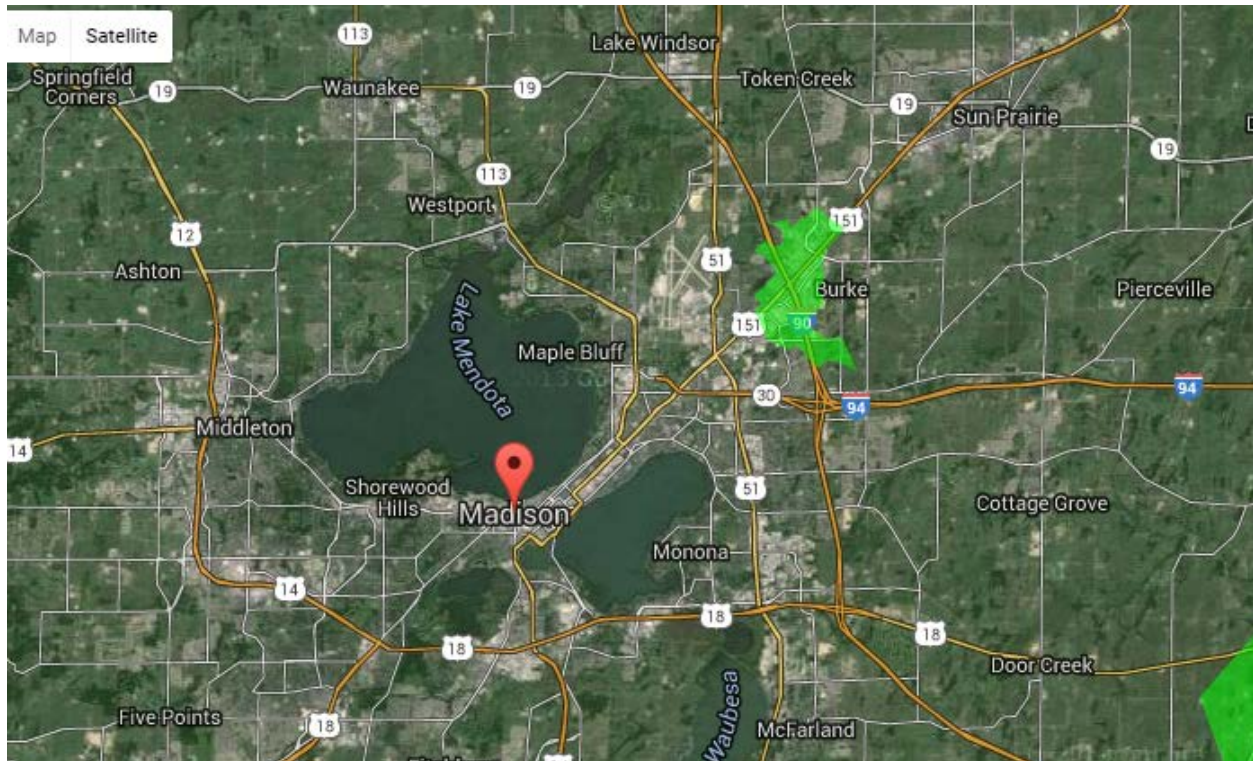 Map Satellite
113
Lake Windsor
Springfield
Corners
19
Waunakee
19
Token Creek
19
Sun Prairie
19
113
Westport
151
12
51
Ashton
Burke
Pierceville
Lake Mendota
151
90
Maple Bluff
30
94
94
14
Middleton
Shorewood
Hills
51
Madison
Cottage Grove
Monona
14
18
18
18
Door Creek
Five Points
18
Waubesa
McFarland